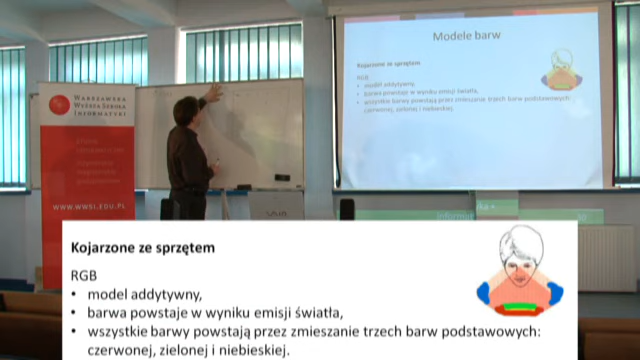 Modele barw
Kojarzone ze sprzętem
RGB
• model addytywny,
• barwa powstaje w wyniku emisji światła,
• wszystkie barwy powstają przez zmieszanie trzech barw podstawowych:
czerwonej, zielonej i niebieskiej.
Warszawska
Wyższa Szkoła
Informatyki
WWW.WWSI.EDU.PL
informat
Kojarzone ze sprzętem
RGB
• model addytywny,
• barwa powstaje w wyniku emisji światła,
• wszystkie barwy powstają przez zmieszanie trzech barw podstawowych:
czerwonej, zielonej i niebieskiej.